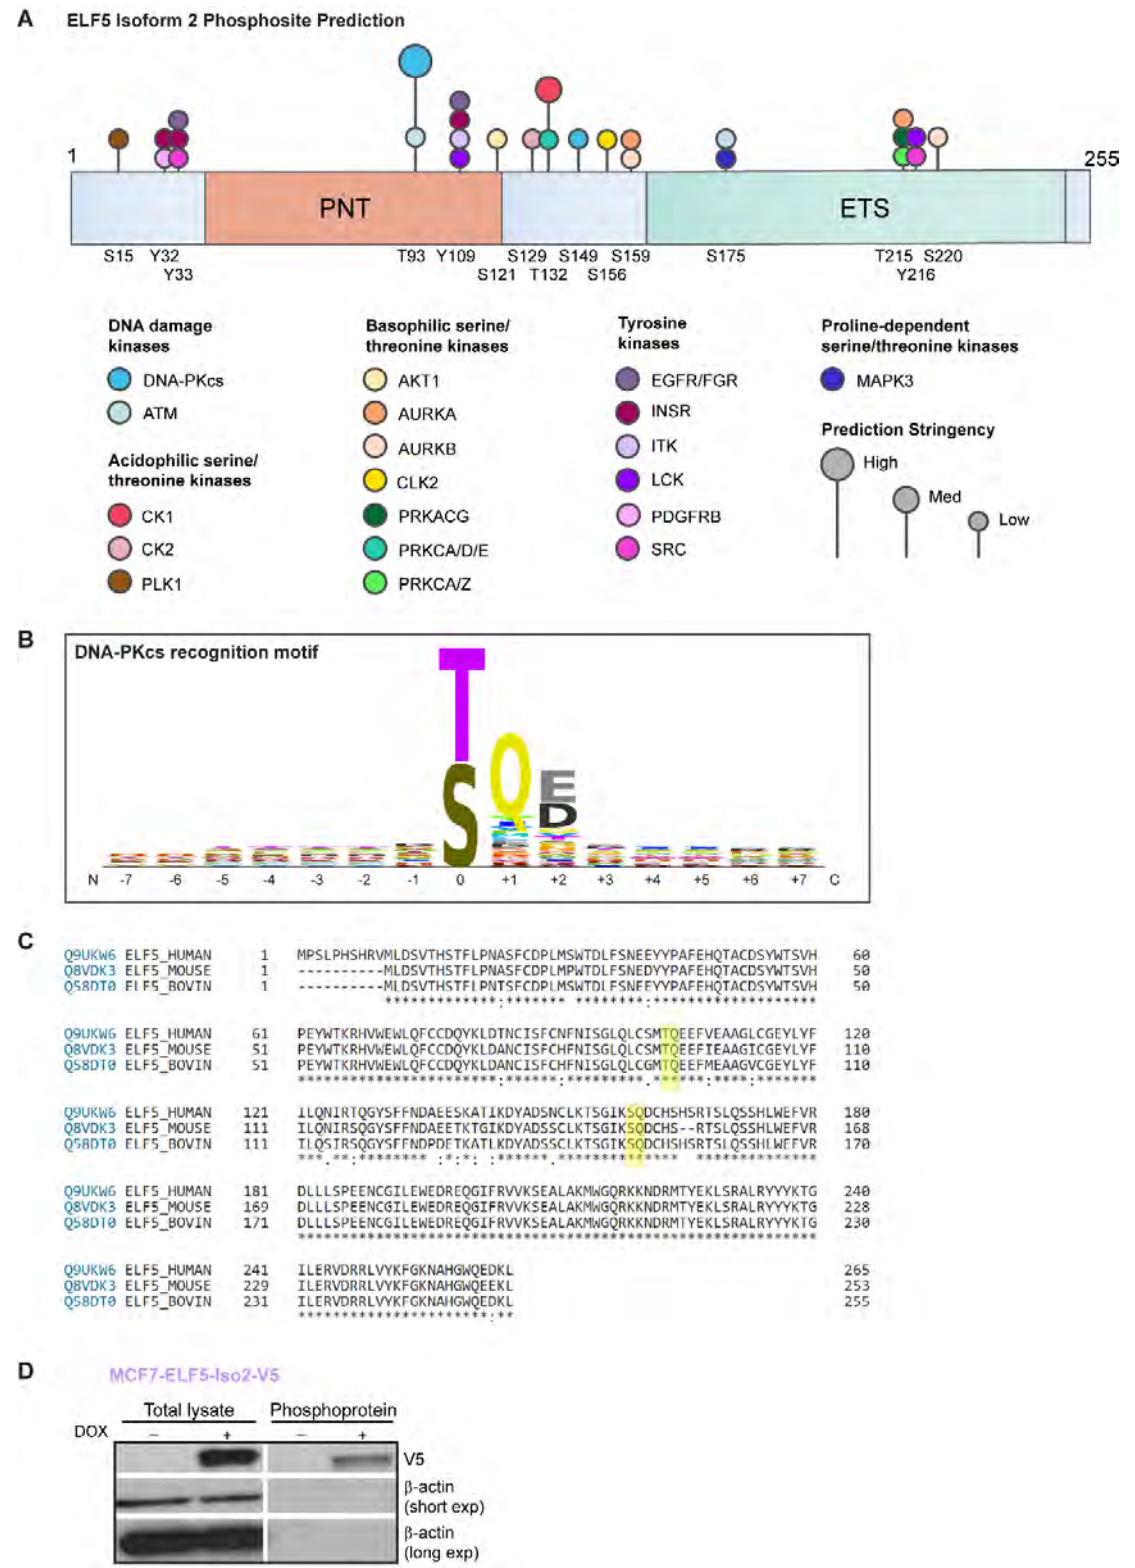 A ELF5 Isoform 2 Phosphosite Prediction
1 255
PNT ETS
S15 Y32 T93 Y109 S129 S149 S159 S175 T215 S220
Y33 S121 T132 S156 Y216
DNA damage
kinases
DNA-PKcs
ATM
Acidophilic serine/
threonine kinases
CK1
CK2
PLK1
Basophilic serine/
threonine kinases
AKT1
AURKA
AURKB
CLK2
PRKACG
PRKCA/D/E
PRKCA/Z
Tyrosine
kinases
EGFR/FGR
INSR
ITK
LCK
PDGFRB
SRC
Proline-dependent
serine/threonine kinases
MAPK3
Prediction Stringency
High
Med
Low
B DNA-PKcs recognition motif
T
S Q E
D
N -7 -6 -5 -4 -3 -2 -1 0 +1 +2 +3 +4 +5 +6 +7 C
C
Q9UKW6 ELF5_HUMAN 1 MPSLPHSHRVMLDSVTHSTFLPNASFCDPLMSWTDLFSNEEYYPAFEHQTACDSYWTSVH 60
Q8VDK3 ELF5_MOUSE 1 ----------MLDSVTHSTFLPNASFCDPLMPWTDLFSNEDYYPAFEHQTACDSYWTSVH 50
Q58DT0 ELF5_BOVIN 1 ----------MLDSVTHSTFLPNTSFCDPLMSWTDLFSNEEYYPAFEHQTACDSYWTSVH 50
*************:******* ********:********************
Q9UKW6 ELF5_HUMAN 61 PEYWTKRHVWEWLQFCCDQYKLDTNCISFCNFNISGLQLCSMTQEEFVEAAGLCGEYLYF 120
Q8VDK3 ELF5_MOUSE 51 PEYWTKRHVWEWLQFCCDQYKLDANCISFCHFNISGLQLCSMTQEEFIEAAGICGEYLYF 110
Q58DT0 ELF5_BOVIN 51 PEYWTKRHVWEWLQFCCDQYKLDANCISFCHFNISGLQLCGMTQEEFMEAAGVCGEYLYF 110
***********************:******:*********.******:****:*******
Q9UKW6 ELF5_HUMAN 121 ILQNIRTQGYSFFNDAEESKATIKDYADSNCLKTSGIKSQDCHSHSRTSLQSSHLWEFVR 180
Q8VDK3 ELF5_MOUSE 111 ILQNIRSQGYSFFNDAEETKTGIKDYADSSCLKTSGIKSQDCHS--RTSLQSSHLWEFVR 168
Q58DT0 ELF5_BOVIN 111 ILQSIRSQGYSFFNDPDETKATLKDYADSSCLKTSGIKSQDCHSHSRTSLQSSHLWEFVR 170
***.**:******** :*:*: :******.************** **************
Q9UKW6 ELF5_HUMAN 181 DLLLSPEENCGILEWEDREQGIFRVVKSEALAKMWGQRKKNDRMTYEKLSRALRYYYKTG 240
Q8VDK3 ELF5_MOUSE 169 DLLLSPEENCGILEWEDREQGIFRVVKSEALAKMWGQRKKNDRMTYEKLSRALRYYYKTG 228
Q58DT0 ELF5_BOVIN 171 DLLLSPEENCGILEWEDREQGIFRVVKSEALAKMWGQRKKNDRMTYEKLSRALRYYYKTG 230
************************************************************
Q9UKW6 ELF5_HUMAN 241 ILERVDRRLVYKFGKNAHGWQEDKL 265
Q8VDK3 ELF5_MOUSE 229 ILERVDRRLVYKFGKNAHGWQEEKL 253
Q58DT0 ELF5_BOVIN 231 ILERVDRRLVYKFGKNAHGWQEDKL 255
**********************:**
D MCF7-ELF5-Iso2-V5
Total lysate Phosphoprotein
DOX – + – +
V5
β-actin
(short exp)
β-actin
(long exp)